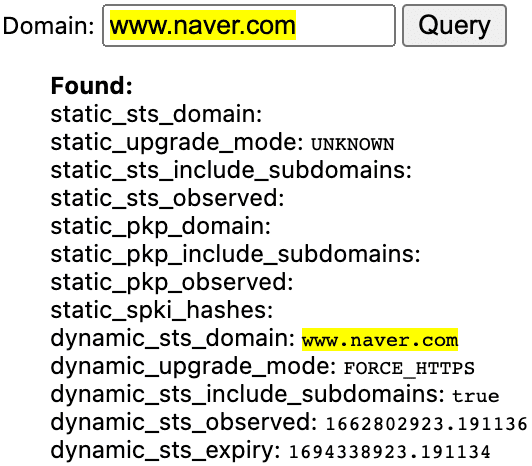 Domain: www.naver.com Query
Found:
static_sts_domain:
static_upgrade_mode: UNKNOWN
static_sts_include_subdomains:
static_sts_observed:
static_pkp_domain:
static_pkp_include_subdomains:
static_pkp_observed:
static_spki_hashes:
dynamic_sts_domain: www.naver.com
dynamic_upgrade_mode: FORCE_HTTPS
dynamic_sts_include_subdomains: true
dynamic_sts_observed: 1662802923.191136
dynamic_sts_expiry: 1694338923.191134